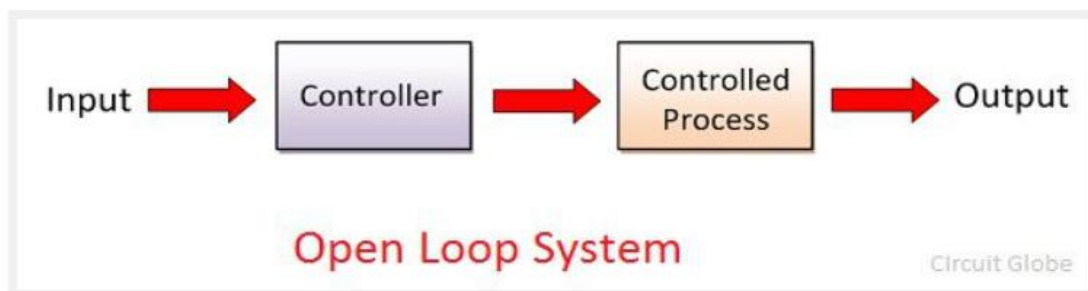 Input
Controller
Controlled
Process
Output
Open Loop System
CIrcuit Globe